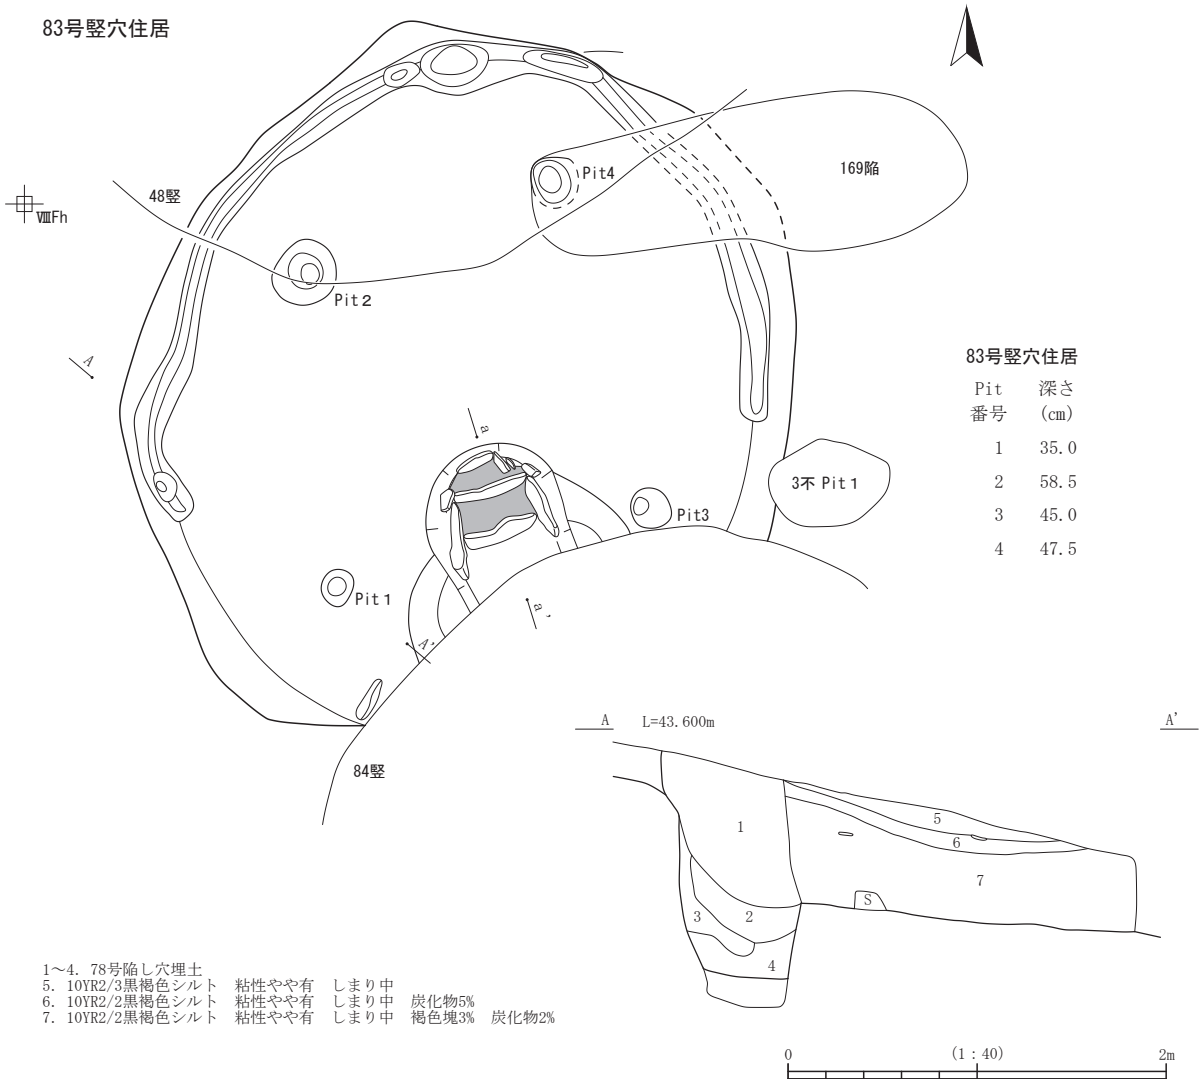 83号竪穴住居
48竪
ⅧFh
Pit4
169陥
Pit2
A
a
83号竪穴住居
Pit 深さ
番号 (cm)
1 35.0
2 58.5
3 45.0
4 47.5
3不 Pit1
Pit3
Pit1
a'
A'
84竪
A L=43.600m A'
1
5
6
7
S
3
2
4
1～4. 78号陥し穴埋土
5. 10YR2/3黒褐色シルト 粘性やや有 しまり中
6. 10YR2/2黒褐色シルト 粘性やや有 しまり中 炭化物5%
7. 10YR2/2黒褐色シルト 粘性やや有 しまり中 褐色塊3% 炭化物2%
0 (1:40) 2m